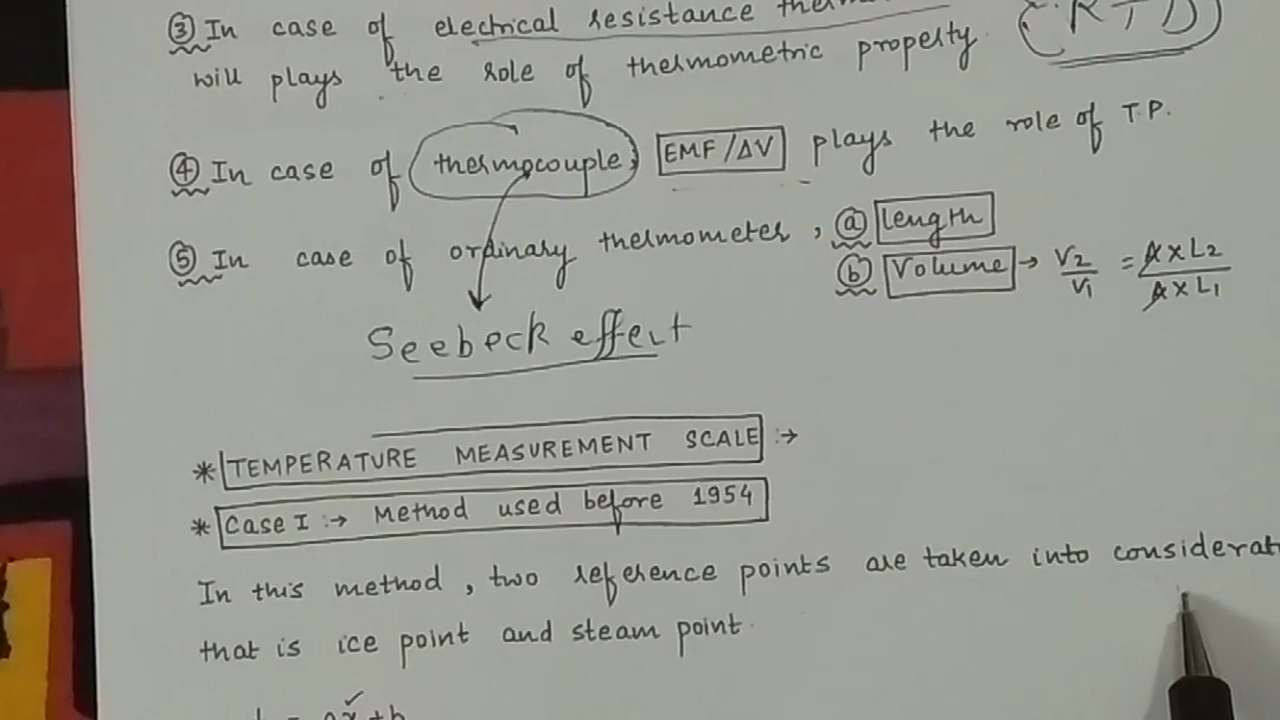 ③ In case of electrical resistance
(RTD)
will plays the role of thermometric property.
④ In case of thermocouple, EMF/ΔV plays the role of T.P.
⑤ In case of ordinary thermometer, ⓐ length
ⓑ Volume → V2/V1 = A×L2/A×L1
Seebeck effect
* TEMPERATURE MEASUREMENT SCALE :→
* Case I :→ Method used before 1954
In this method, two reference points are taken into
that is ice point and steam point.